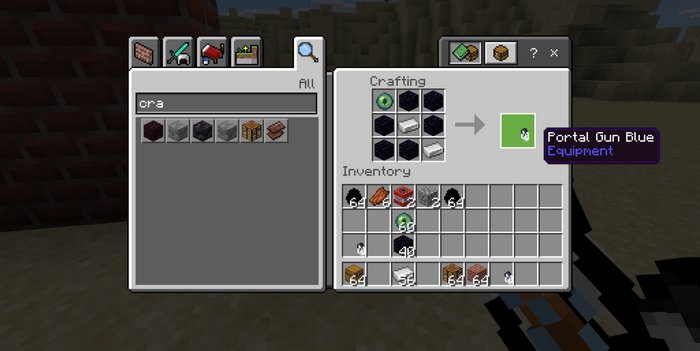 ? ×
All
cra
Crafting
Portal Gun Blue
Equipment
Inventory
64 6 2 2 64
60
40
64 56 64 64